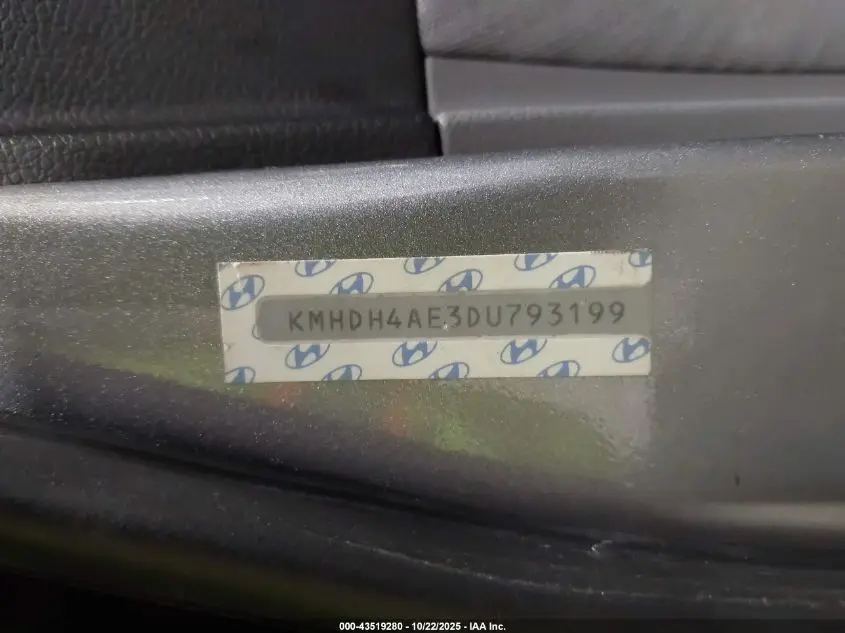 KMHDH4AE3DU793199
000-43519280 - 10/22/2025 - IAA Inc.